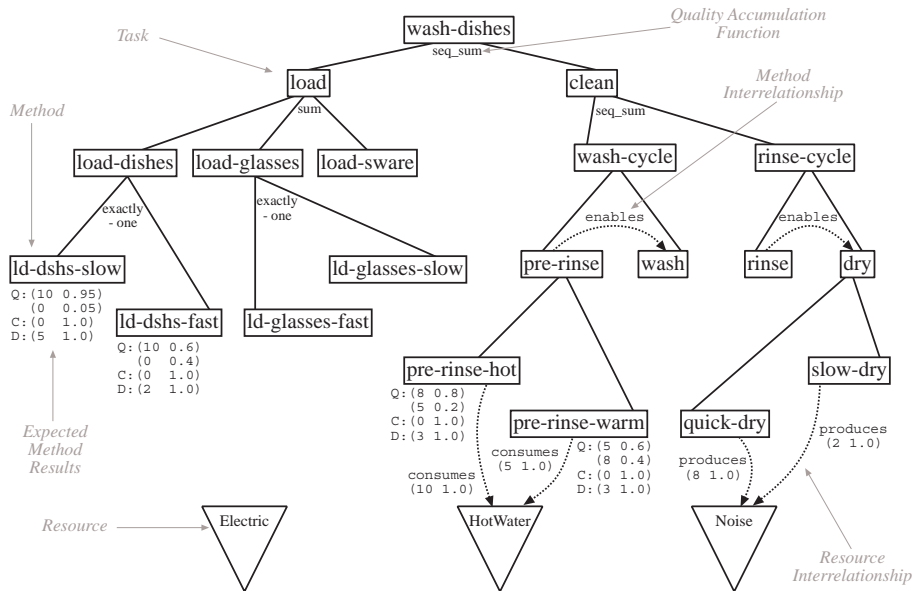 wash-dishes
Quality Accumulation
Function
Task
seq_sum
load
clean
Method
Interrelationship
Method
sum
seq_sum
load-dishes
load-glasses
load-sware
wash-cycle
rinse-cycle
exactly
- one
exactly
- one
enables
enables
ld-dshs-slow
ld-glasses-slow
pre-rinse
wash
rinse
dry
Q:(10 0.95)
(0 0.05)
C:(0 1.0)
D:(5 1.0)
ld-dshs-fast
ld-glasses-fast
Q:(10 0.6)
(0 0.4)
C:(0 1.0)
D:(2 1.0)
pre-rinse-hot
slow-dry
Q:(8 0.8)
(5 0.2)
C:(0 1.0)
D:(3 1.0)
pre-rinse-warm
quick-dry
Expected
Method
Results
Q:(5 0.6)
(8 0.4)
C:(0 1.0)
D:(3 1.0)
consumes
(5 1.0)
consumes
(10 1.0)
produces
(8 1.0)
produces
(2 1.0)
Resource
Electric
HotWater
Noise
Resource
Interrelationship